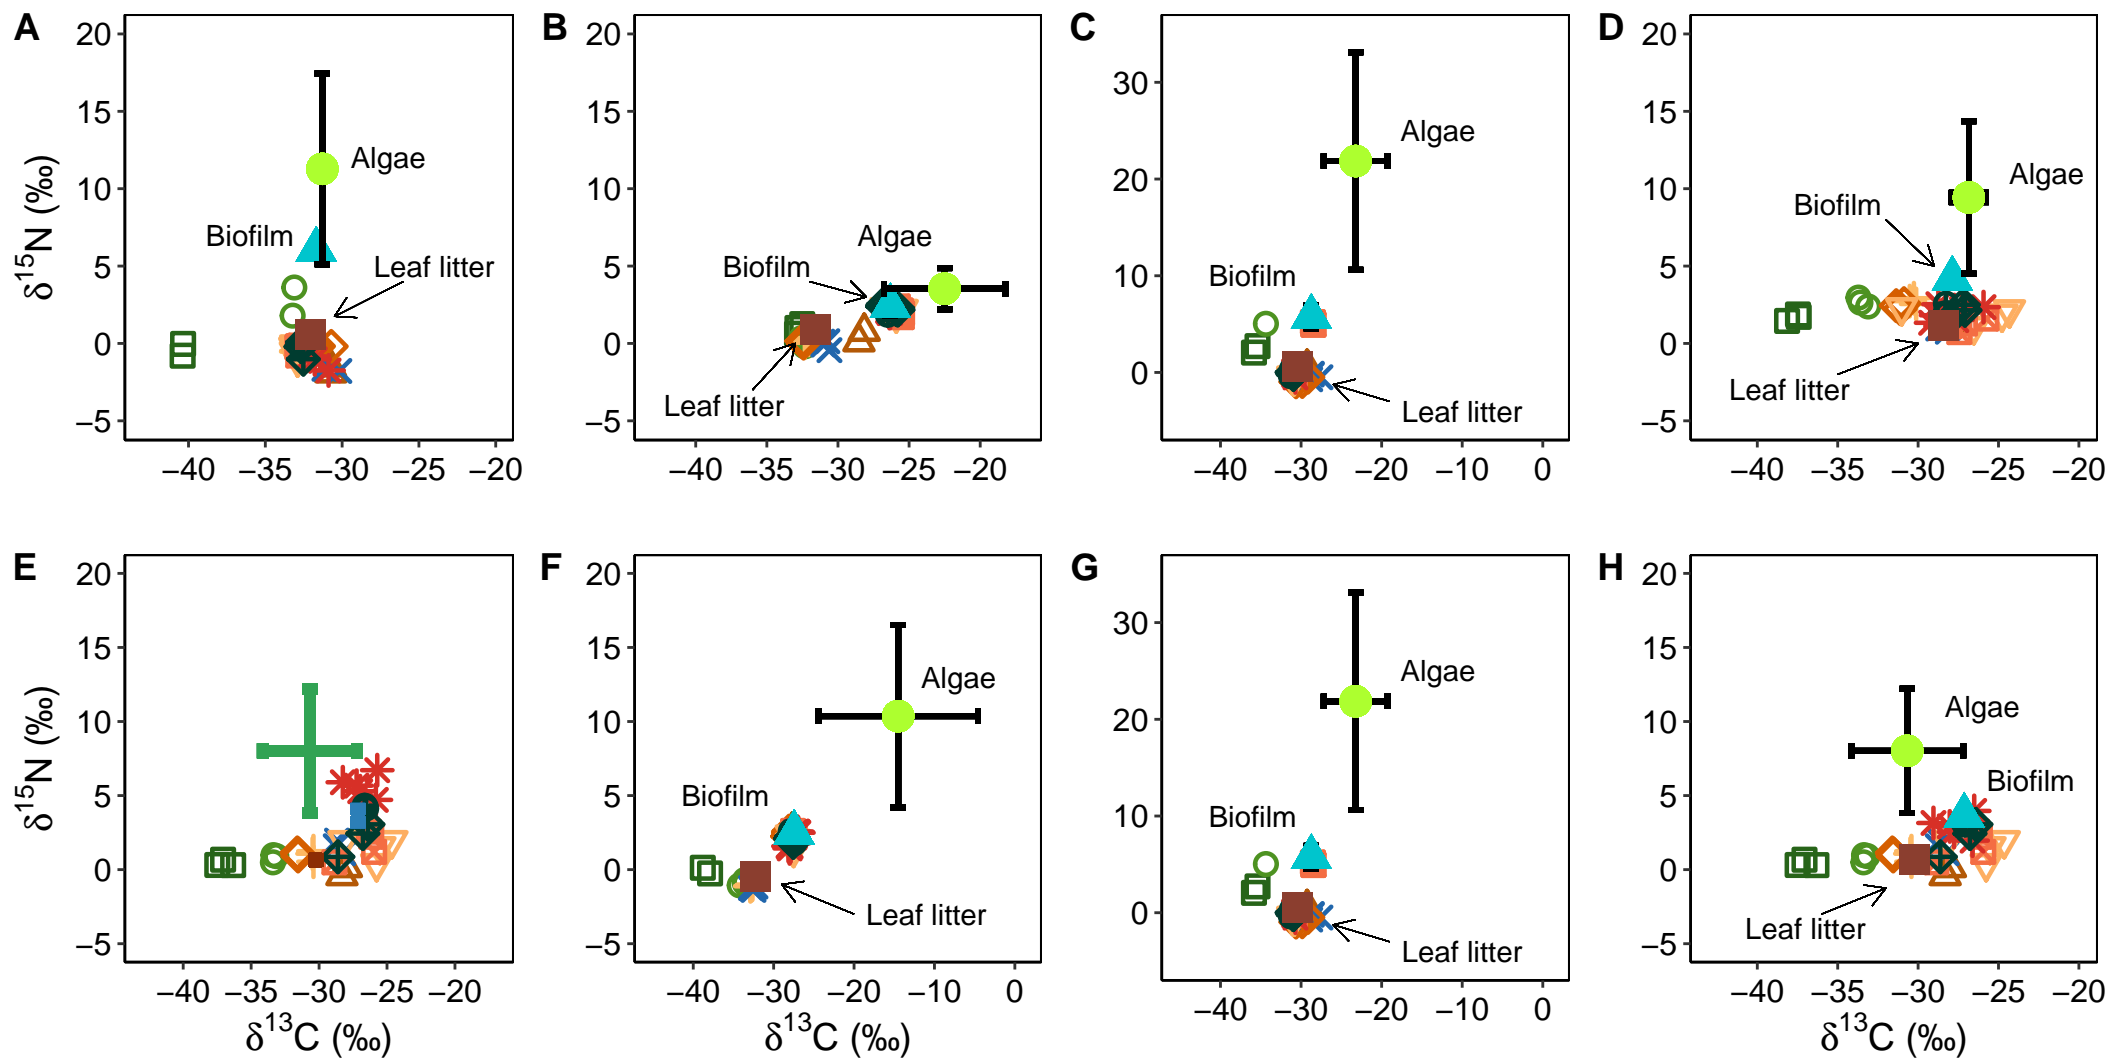 A
B
C
D
20
15
10
5
0
−5
−40 −35 −30 −25 −20
δ15N (‰)
Algae
Biofilm
Leaf litter
20
15
10
5
0
−5
−40 −35 −30 −25 −20
Algae
Biofilm
Leaf litter
30
20
10
0
−40 −30 −20 −10 0
Algae
Biofilm
Leaf litter
20
15
10
5
0
−5
−40 −35 −30 −25 −20
Algae
Biofilm
Leaf litter
E
F
G
H
20
15
10
5
0
−5
−40 −35 −30 −25 −20
δ15N (‰)
δ13C (‰)
20
15
10
5
0
−5
−40 −30 −20 −10 0
Algae
Biofilm
Leaf litter
δ13C (‰)
30
20
10
0
−40 −30 −20 −10 0
Algae
Biofilm
Leaf litter
20
15
10
5
0
−5
−40 −35 −30 −25 −20
Algae
Biofilm
Leaf litter
δ13C (‰)